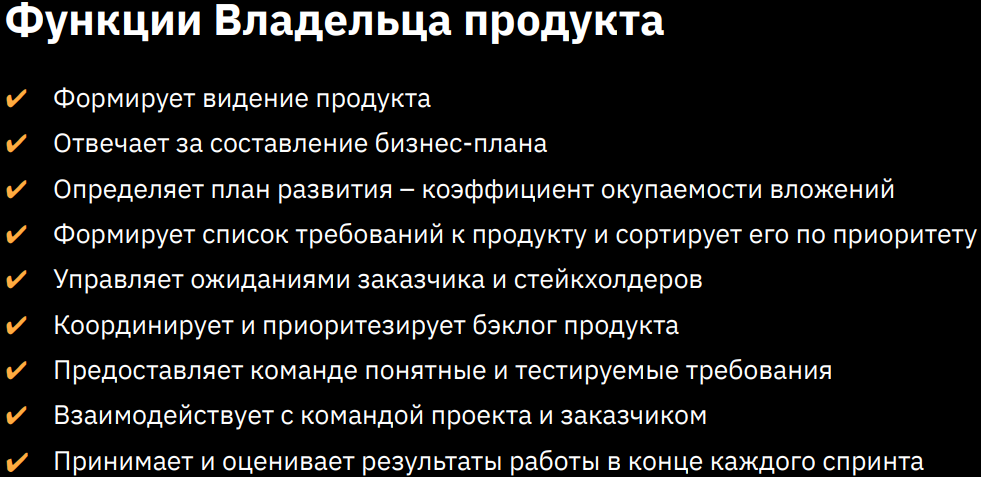 Функции Владельца продукта
✔ Формирует видение продукта
✔ Отвечает за составление бизнес-плана
✔ Определяет план развития – коэффициент окупаемости вложений
✔ Формирует список требований к продукту и сортирует его по приоритету
✔ Управляет ожиданиями заказчика и стейкхолдеров
✔ Координирует и приоритезирует бэклог продукта
✔ Предоставляет команде понятные и тестируемые требования
✔ Взаимодействует с командой проекта и заказчиком
✔ Принимает и оценивает результаты работы в конце каждого спринта